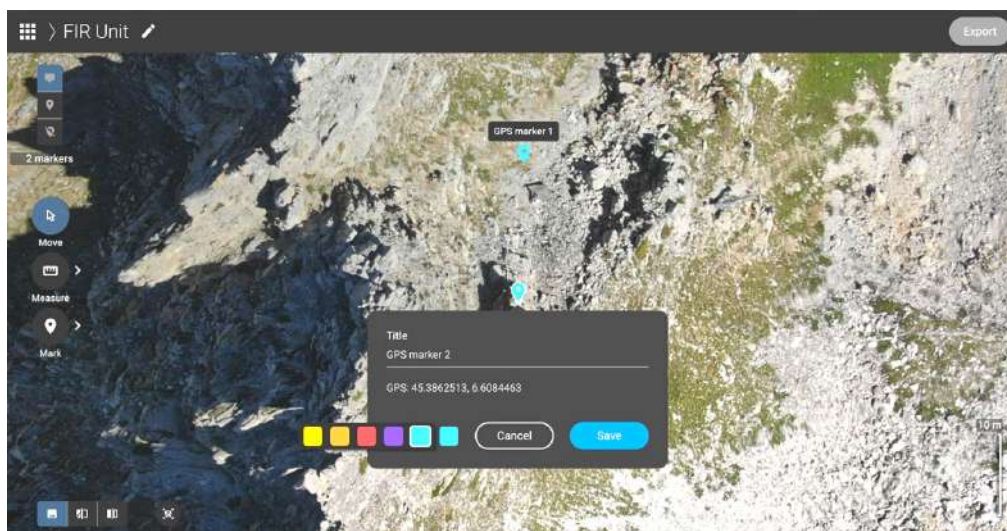 FIR Unit
Export
GPS marker 1
2 markers
Move
Measure
Mark
Title
GPS marker 2
GPS: 45.3862513, 6.6084463
Cancel
Save
10 m